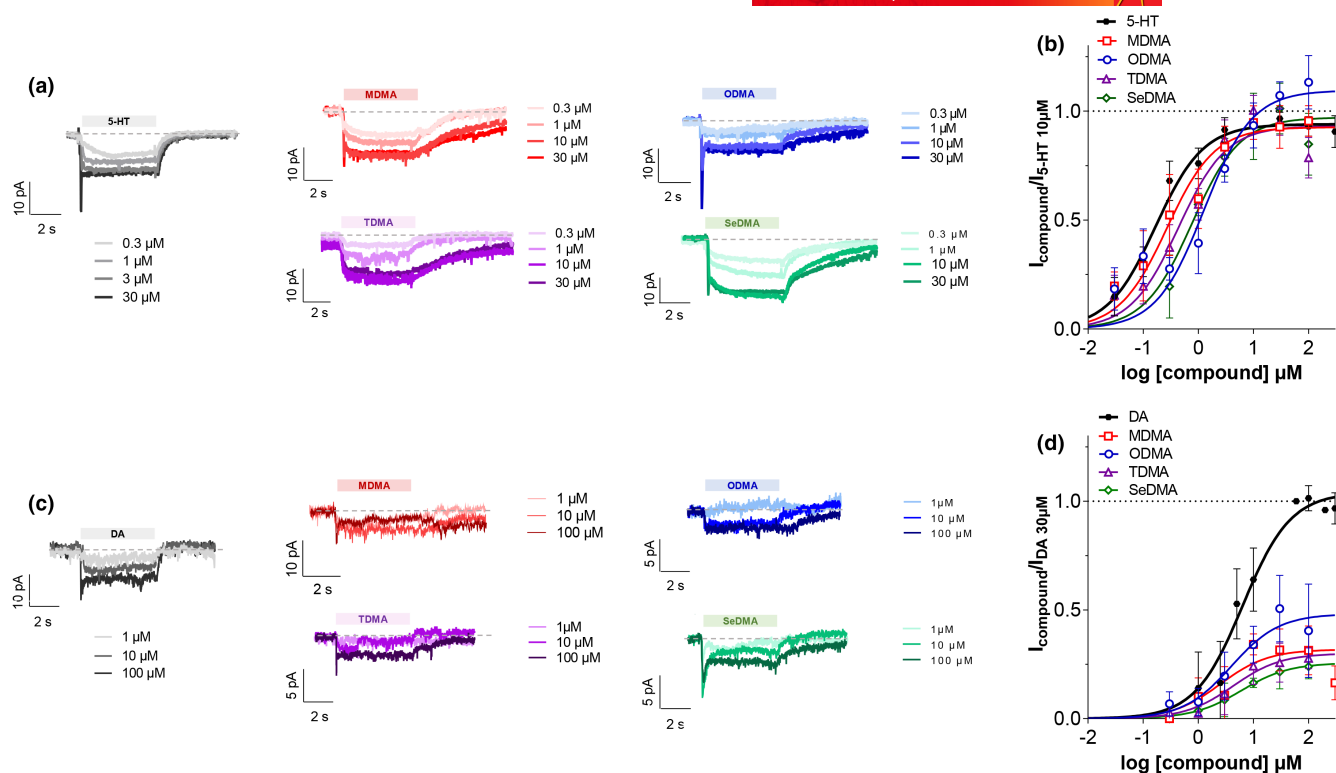 (a)
5-HT
10 pA
2 s
0.3 µM
1 µM
3 µM
30 µM
MDMA
0.3 µM
1 µM
10 µM
30 µM
10 pA
2 s
ODMA
0.3 µM
1 µM
10 µM
30 µM
10 pA
2 s
TDMA
0.3 µM
1 µM
10 µM
30 µM
10 pA
2 s
SeDMA
0.3 µM
1 µM
10 µM
30 µM
10 pA
2 s
(b)
5-HT
MDMA
ODMA
TDMA
SeDMA
Icompound/I5-HT 10µM
1.0
0.5
0.0
-2 -1 0 1 2
log [compound] µM
(c)
DA
10 pA
2 s
1 µM
10 µM
100 µM
MDMA
1 µM
10 µM
100 µM
10 pA
2 s
ODMA
1µM
10 µM
100 µM
5 pA
2 s
TDMA
1µM
10 µM
100 µM
5 pA
2 s
SeDMA
1µM
10 µM
100 µM
5 pA
2 s
(d)
DA
MDMA
ODMA
TDMA
SeDMA
Icompound/IDA 30µM
1.0
0.5
0.0
-2 -1 0 1 2
log [compound] µM